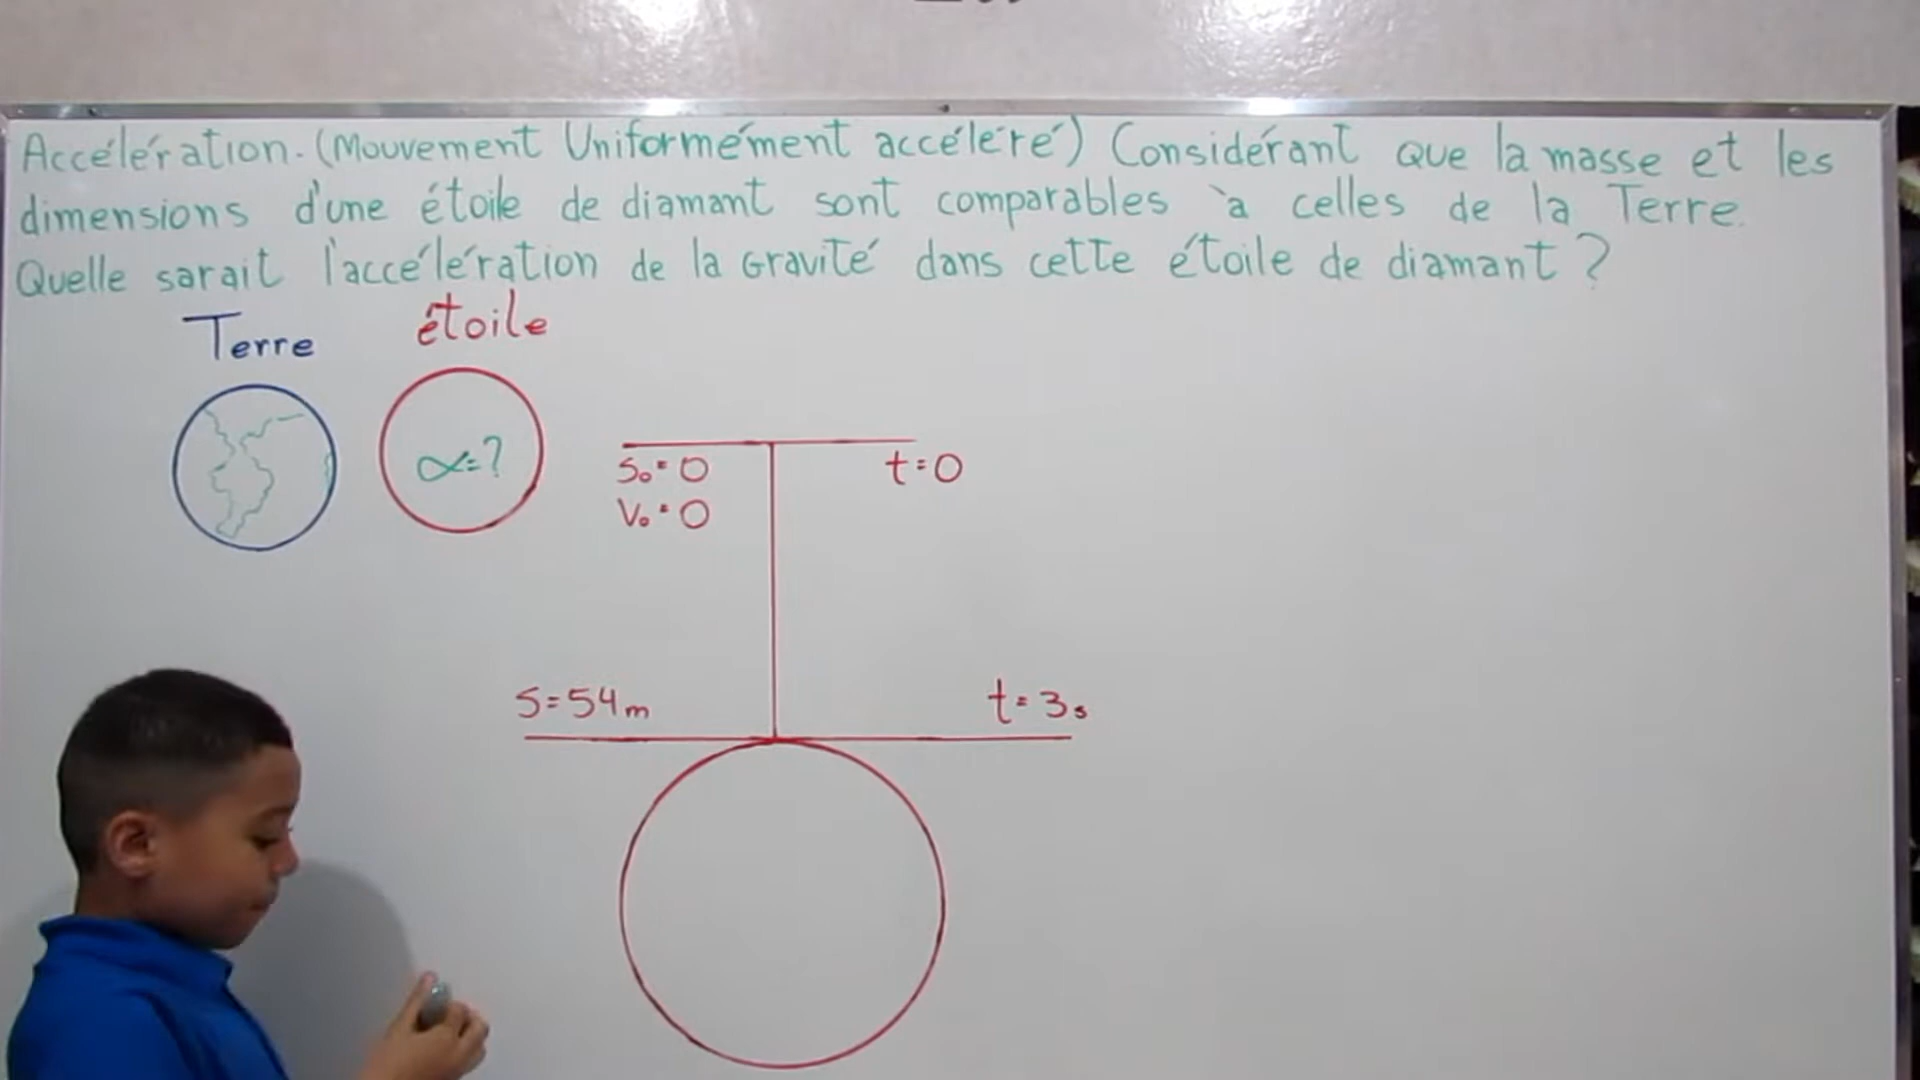 Accélération. (Mouvement Uniformément accéléré) Considérant que la masse et les
dimensions d'une étoile de diamant sont comparables à celles de la Terre.
Quelle sarait l'accélération de la Gravité dans cette étoile de diamant ?
Terre
étoile
α=?
S₀=0
t=0
V₀=0
S=54m
t=3s